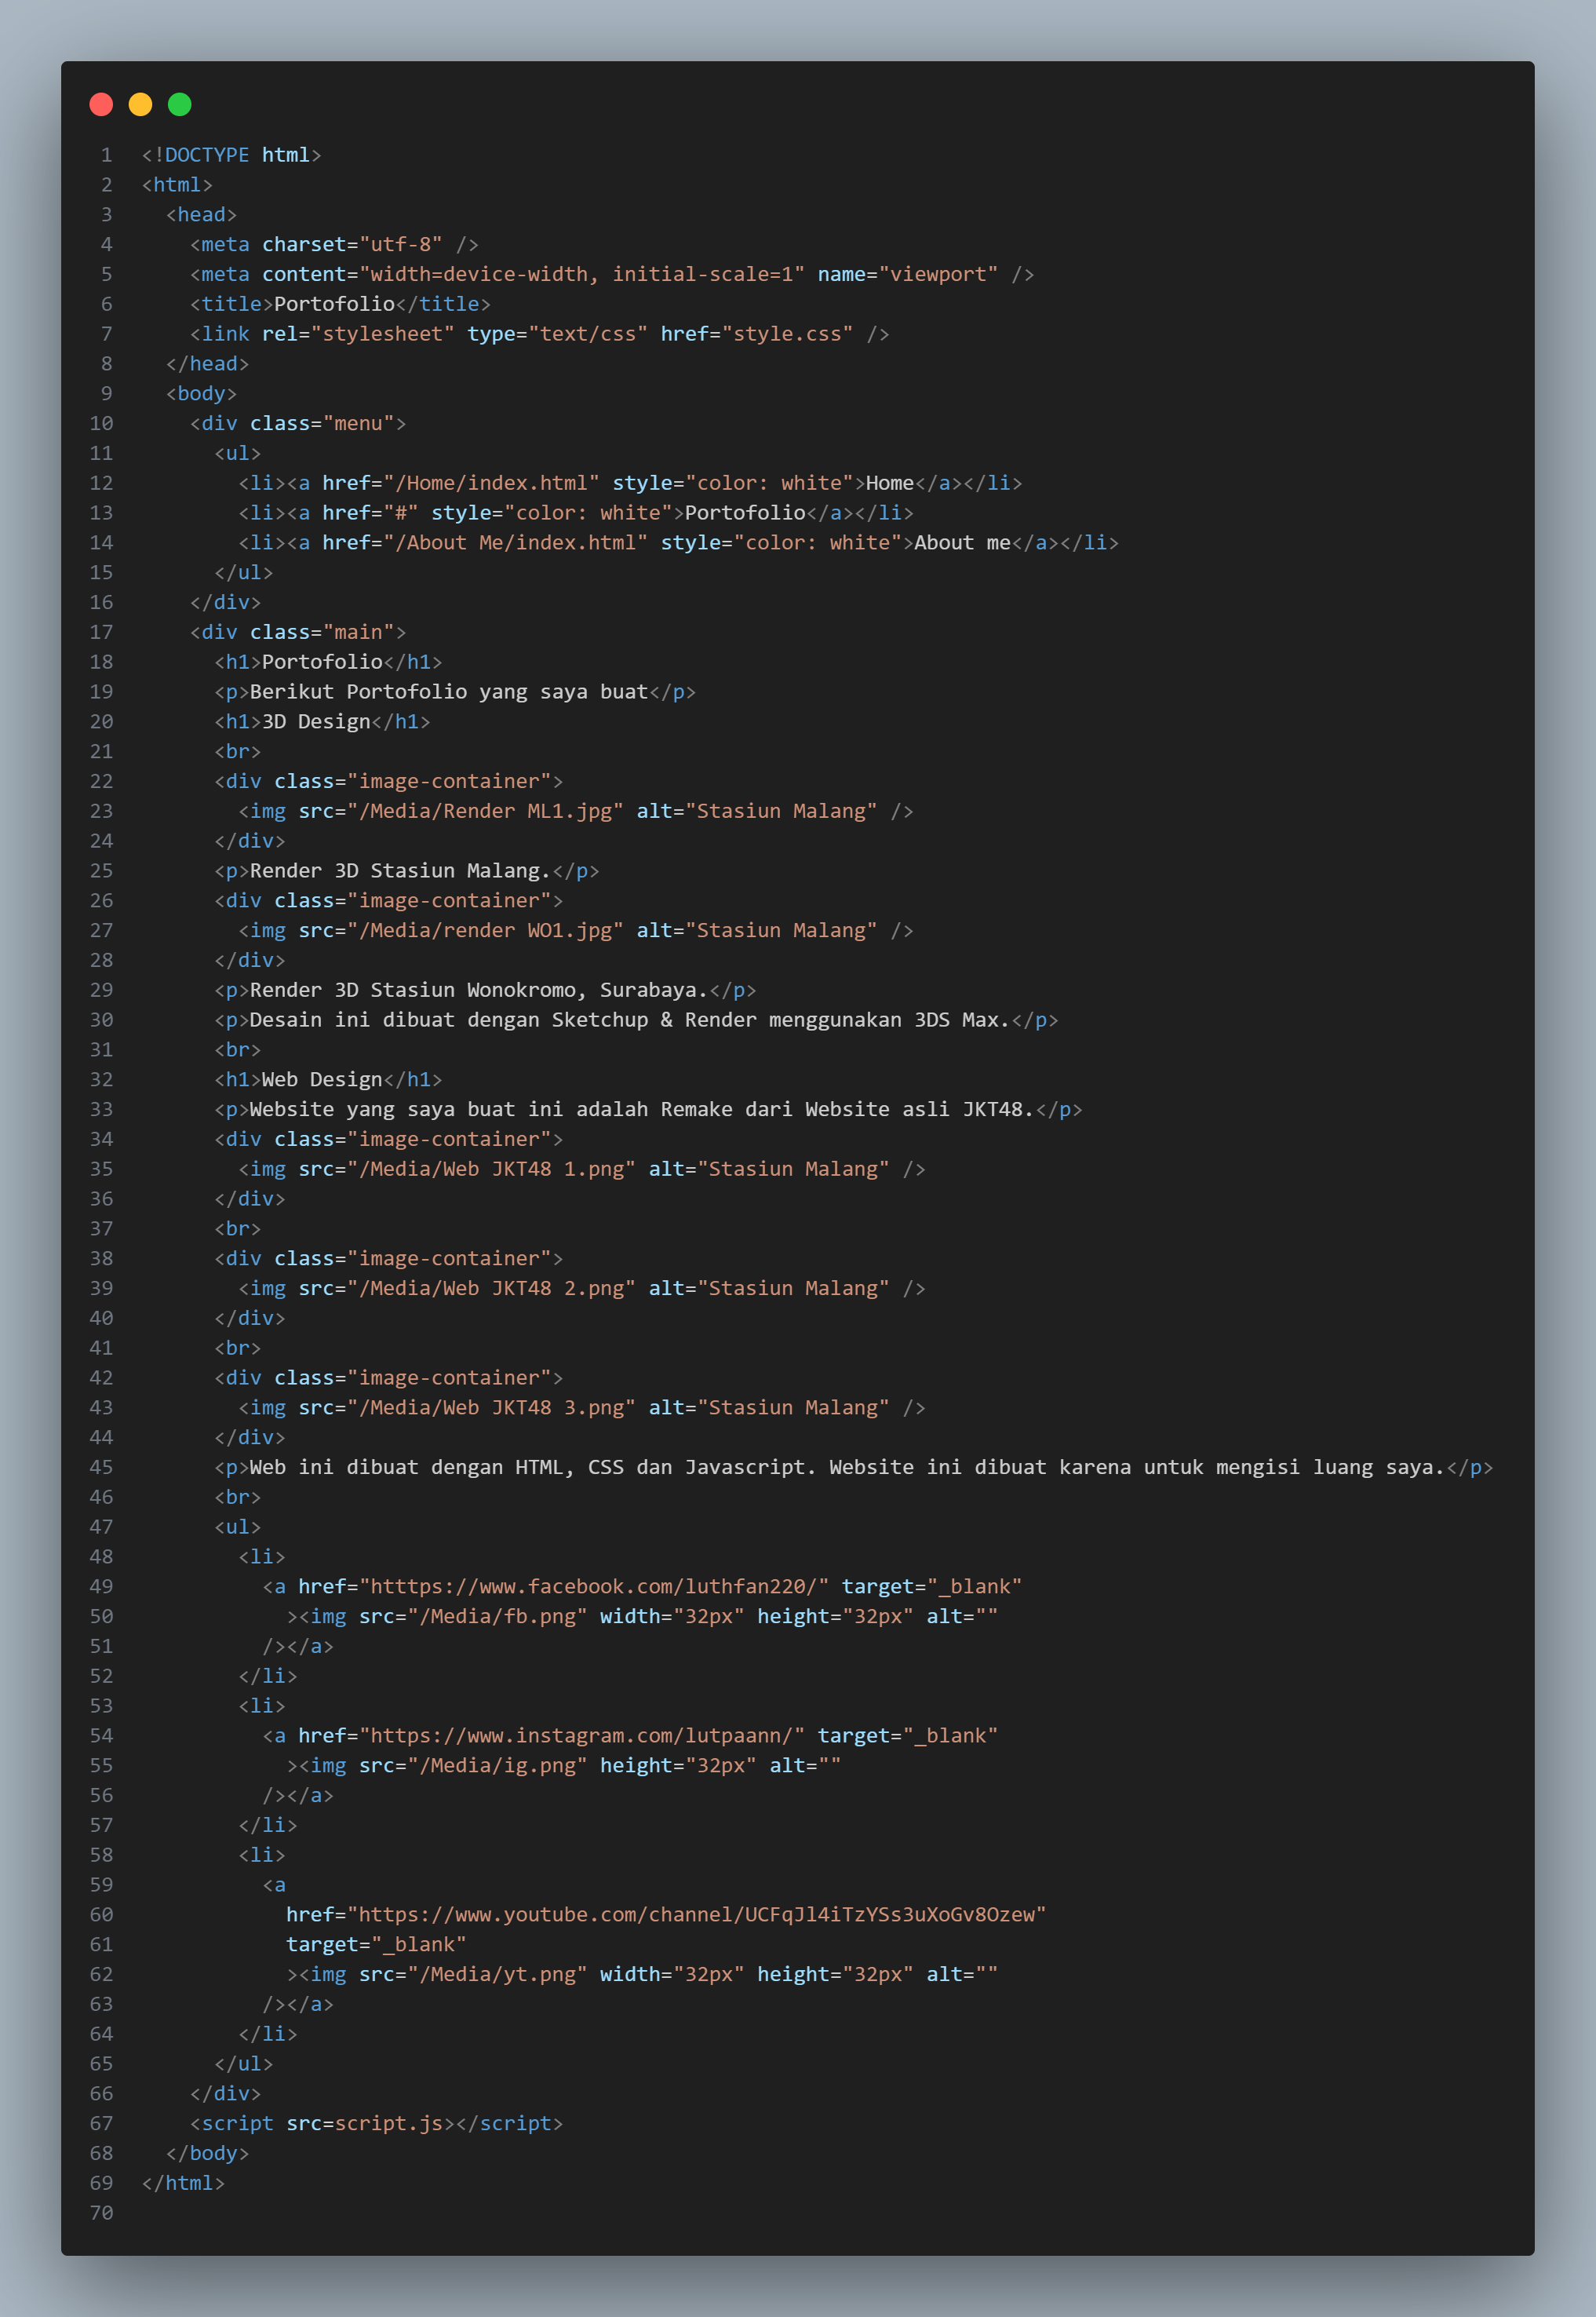 1 <!DOCTYPE html>
2 <html>
3   <head>
4     <meta charset="utf-8" />
5     <meta content="width=device-width, initial-scale=1" name="viewport" />
6     <title>Portofolio</title>
7     <link rel="stylesheet" type="text/css" href="style.css" />
8   </head>
9   <body>
10     <div class="menu">
11       <ul>
12         <li><a href="/Home/index.html" style="color: white">Home</a></li>
13         <li><a href="#" style="color: white">Portofolio</a></li>
14         <li><a href="/About Me/index.html" style="color: white">About me</a></li>
15       </ul>
16     </div>
17     <div class="main">
18       <h1>Portofolio</h1>
19       <p>Berikut Portofolio yang saya buat</p>
20       <h1>3D Design</h1>
21       <br>
22       <div class="image-container">
23         <img src="/Media/Render ML1.jpg" alt="Stasiun Malang" />
24       </div>
25       <p>Render 3D Stasiun Malang.</p>
26       <div class="image-container">
27         <img src="/Media/render WO1.jpg" alt="Stasiun Malang" />
28       </div>
29       <p>Render 3D Stasiun Wonokromo, Surabaya.</p>
30       <p>Desain ini dibuat dengan Sketchup & Render menggunakan 3DS Max.</p>
31       <br>
32       <h1>Web Design</h1>
33       <p>Website yang saya buat ini adalah Remake dari Website asli JKT48.</p>
34       <div class="image-container">
35         <img src="/Media/Web JKT48 1.png" alt="Stasiun Malang" />
36       </div>
37       <br>
38       <div class="image-container">
39         <img src="/Media/Web JKT48 2.png" alt="Stasiun Malang" />
40       </div>
41       <br>
42       <div class="image-container">
43         <img src="/Media/Web JKT48 3.png" alt="Stasiun Malang" />
44       </div>
45       <p>Web ini dibuat dengan HTML, CSS dan Javascript. Website ini dibuat karena untuk mengisi luang saya.</p>
46       <br>
47       <ul>
48         <li>
49           <a href="htttps://www.facebook.com/luthfan220/" target="_blank"
50             ><img src="/Media/fb.png" width="32px" height="32px" alt=""
51           /></a>
52         </li>
53         <li>
54           <a href="https://www.instagram.com/lutpaann/" target="_blank"
55             ><img src="/Media/ig.png" height="32px" alt=""
56           /></a>
57         </li>
58         <li>
59           <a
60             href="https://www.youtube.com/channel/UCFqJl4iTzYSs3uXoGv8Ozew"
61             target="_blank"
62             ><img src="/Media/yt.png" width="32px" height="32px" alt=""
63           /></a>
64         </li>
65       </ul>
66     </div>
67     <script src=script.js></script>
68   </body>
69 </html>
70